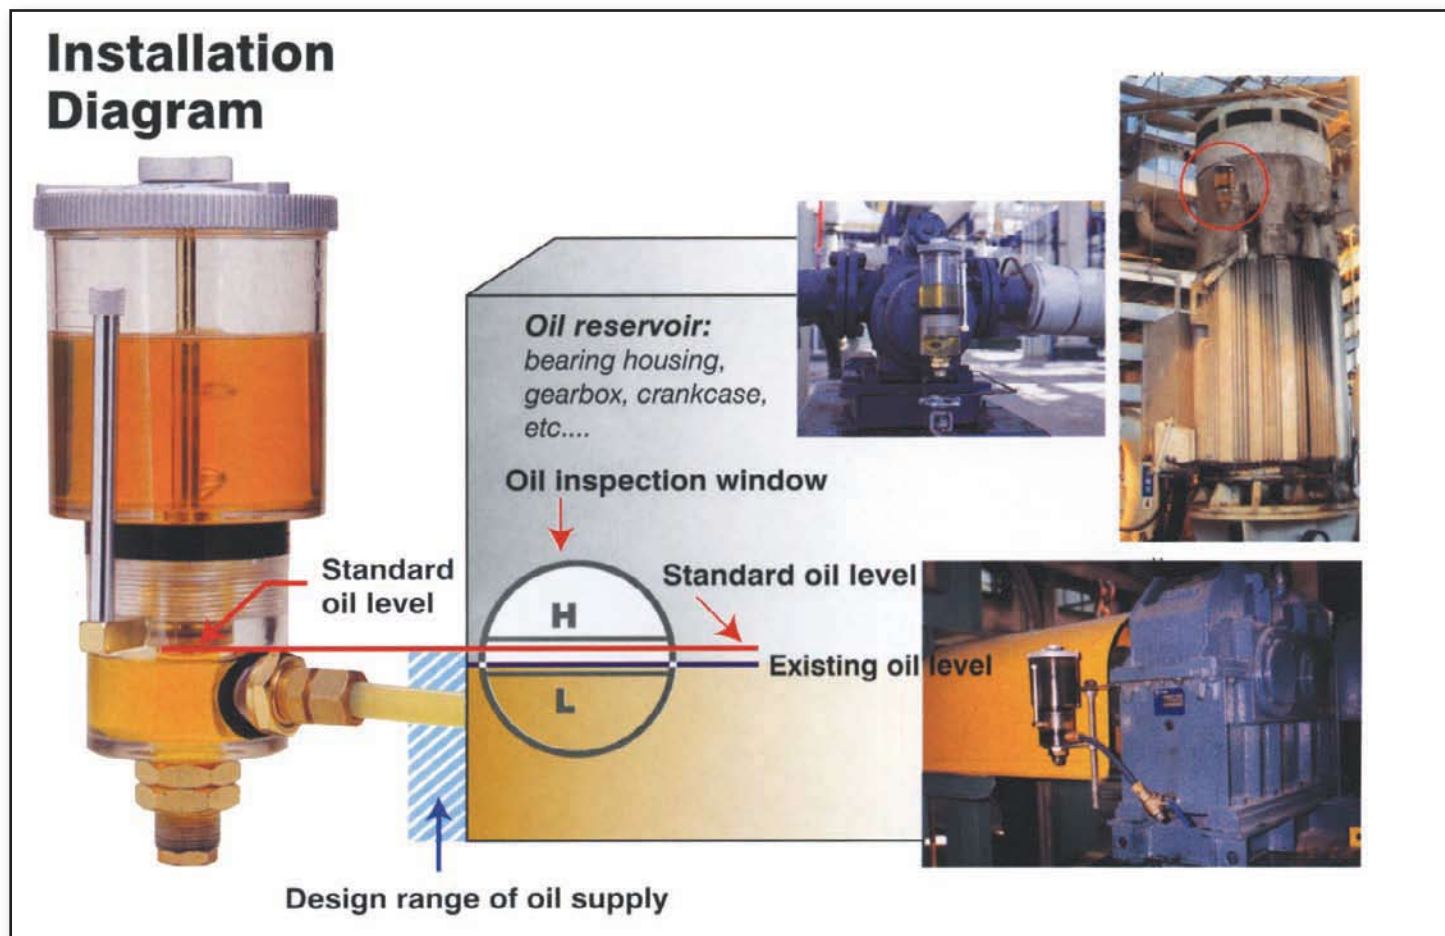 Installation
Diagram
Oil reservoir:
bearing housing,
gearbox, crankcase,
etc....
Oil inspection window
Standard
oil level
Standard oil level
H
Existing oil level
L
Design range of oil supply